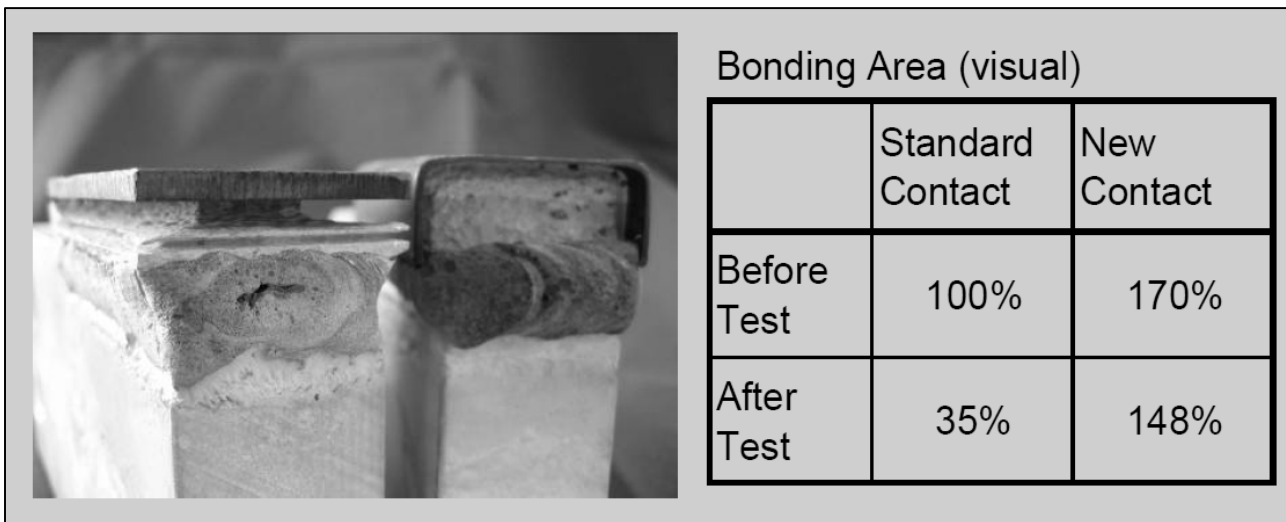 Bonding Area (visual)
Standard
Contact
New
Contact
Before
Test
100%
170%
After
Test
35%
148%